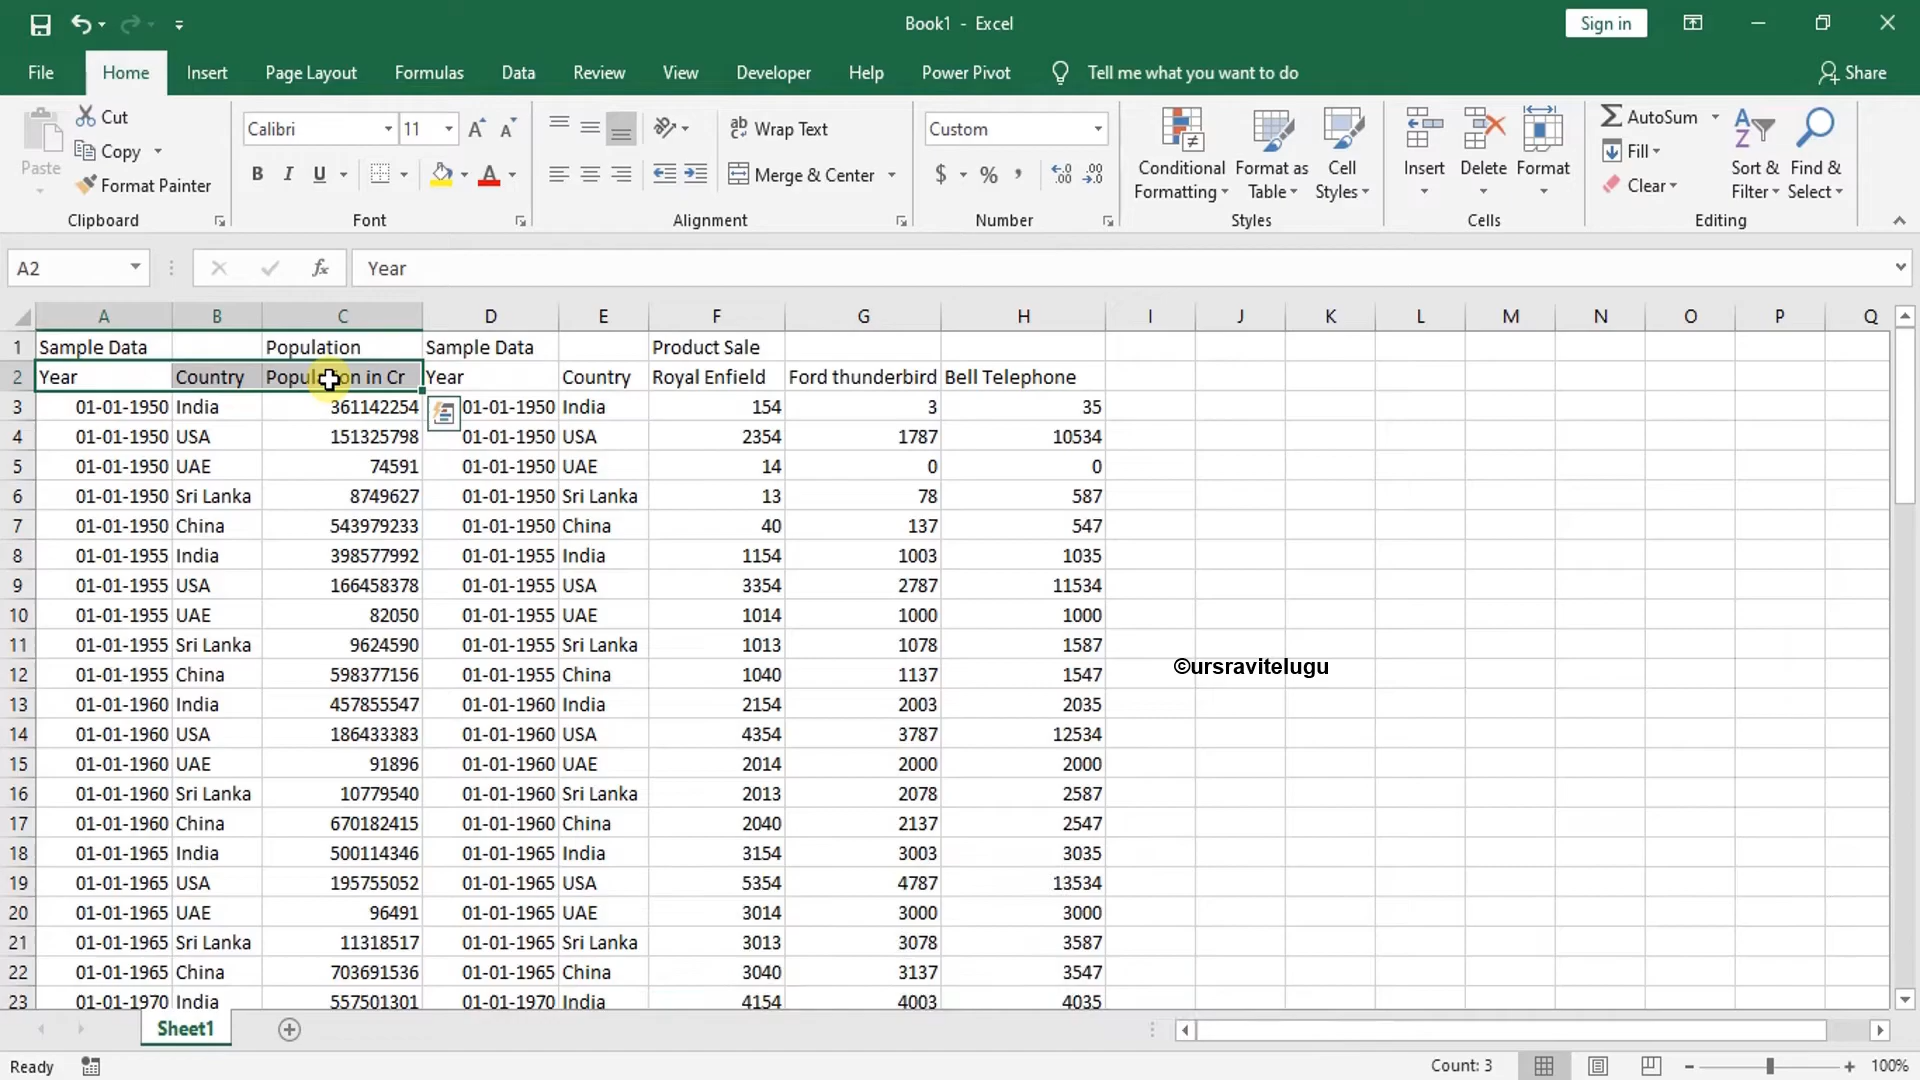 Book1 - Excel
Sign in
File Home Insert Page Layout Formulas Data Review View Developer Help Power Pivot Tell me what you want to do Share
Paste
Cut
Copy
Format Painter
Clipboard
Calibri 11
B I U A
Font
Wrap Text
Merge & Center
Alignment
Custom
$ % ,
Number
Conditional Formatting
Format as Table
Cell Styles
Styles
Insert
Delete
Format
Cells
AutoSum
Fill
Clear
Sort & Filter
Find & Select
Editing
A2 fx Year
A B C D E F G H I J K L M N O P Q
1 Sample Data Population Sample Data Product Sale
2 Year Country Population in Cr Year Country Royal Enfield Ford thunderbird Bell Telephone
3 01-01-1950 India 361142254 01-01-1950 India 154 3 35
4 01-01-1950 USA 151325798 01-01-1950 USA 2354 1787 10534
5 01-01-1950 UAE 74591 01-01-1950 UAE 14 0 0
6 01-01-1950 Sri Lanka 8749627 01-01-1950 Sri Lanka 13 78 587
7 01-01-1950 China 543979233 01-01-1950 China 40 137 547
8 01-01-1955 India 398577992 01-01-1955 India 1154 1003 1035
9 01-01-1955 USA 166458378 01-01-1955 USA 3354 2787 11534
10 01-01-1955 UAE 82050 01-01-1955 UAE 1014 1000 1000
11 01-01-1955 Sri Lanka 9624590 01-01-1955 Sri Lanka 1013 1078 1587
©ursravitelugu
12 01-01-1955 China 598377156 01-01-1955 China 1040 1137 1547
13 01-01-1960 India 457855547 01-01-1960 India 2154 2003 2035
14 01-01-1960 USA 186433383 01-01-1960 USA 4354 3787 12534
15 01-01-1960 UAE 91896 01-01-1960 UAE 2014 2000 2000
16 01-01-1960 Sri Lanka 10779540 01-01-1960 Sri Lanka 2013 2078 2587
17 01-01-1960 China 670182415 01-01-1960 China 2040 2137 2547
18 01-01-1965 India 500114346 01-01-1965 India 3154 3003 3035
19 01-01-1965 USA 195755052 01-01-1965 USA 5354 4787 13534
20 01-01-1965 UAE 96491 01-01-1965 UAE 3014 3000 3000
21 01-01-1965 Sri Lanka 11318517 01-01-1965 Sri Lanka 3013 3078 3587
22 01-01-1965 China 703691536 01-01-1965 China 3040 3137 3547
23 01-01-1970 India 557501301 01-01-1970 India 4154 4003 4035
Sheet1
Ready
Count: 3
100%